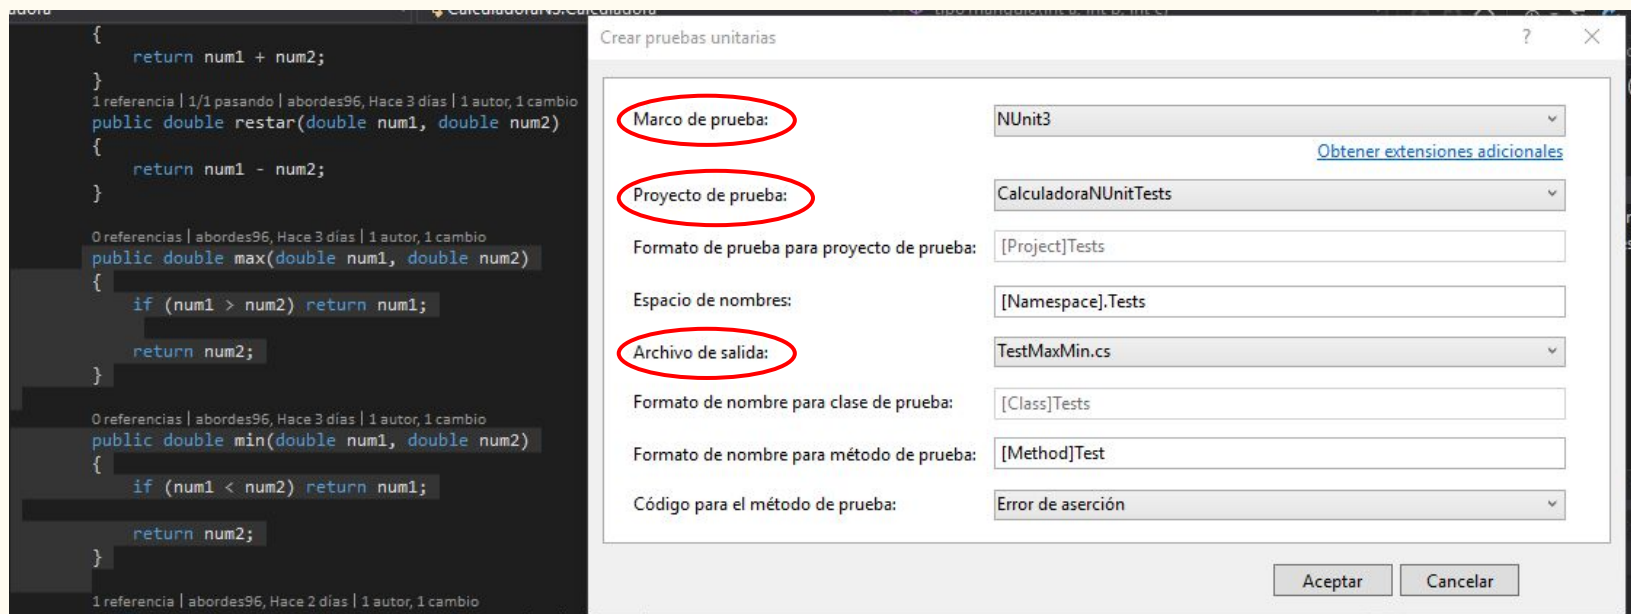 CalculadoraNS.Calculadora
{
return num1 + num2;
}
1 referencia | 1/1 pasando | abordes96, Hace 3 días | 1 autor, 1 cambio
public double restar(double num1, double num2)
{
return num1 - num2;
}
0 referencias | abordes96, Hace 3 días | 1 autor, 1 cambio
public double max(double num1, double num2)
{
if (num1 > num2) return num1;
return num2;
}
0 referencias | abordes96, Hace 3 días | 1 autor, 1 cambio
public double min(double num1, double num2)
{
if (num1 < num2) return num1;
return num2;
}
1 referencia | abordes96, Hace 2 días | 1 autor, 1 cambio
Crear pruebas unitarias
Marco de prueba: NUnit3
Obtener extensiones adicionales
Proyecto de prueba: CalculadoraNUnitTests
Formato de prueba para proyecto de prueba: [Project]Tests
Espacio de nombres: [Namespace].Tests
Archivo de salida: TestMaxMin.cs
Formato de nombre para clase de prueba: [Class]Tests
Formato de nombre para método de prueba: [Method]Test
Código para el método de prueba: Error de aserción
Aceptar Cancelar